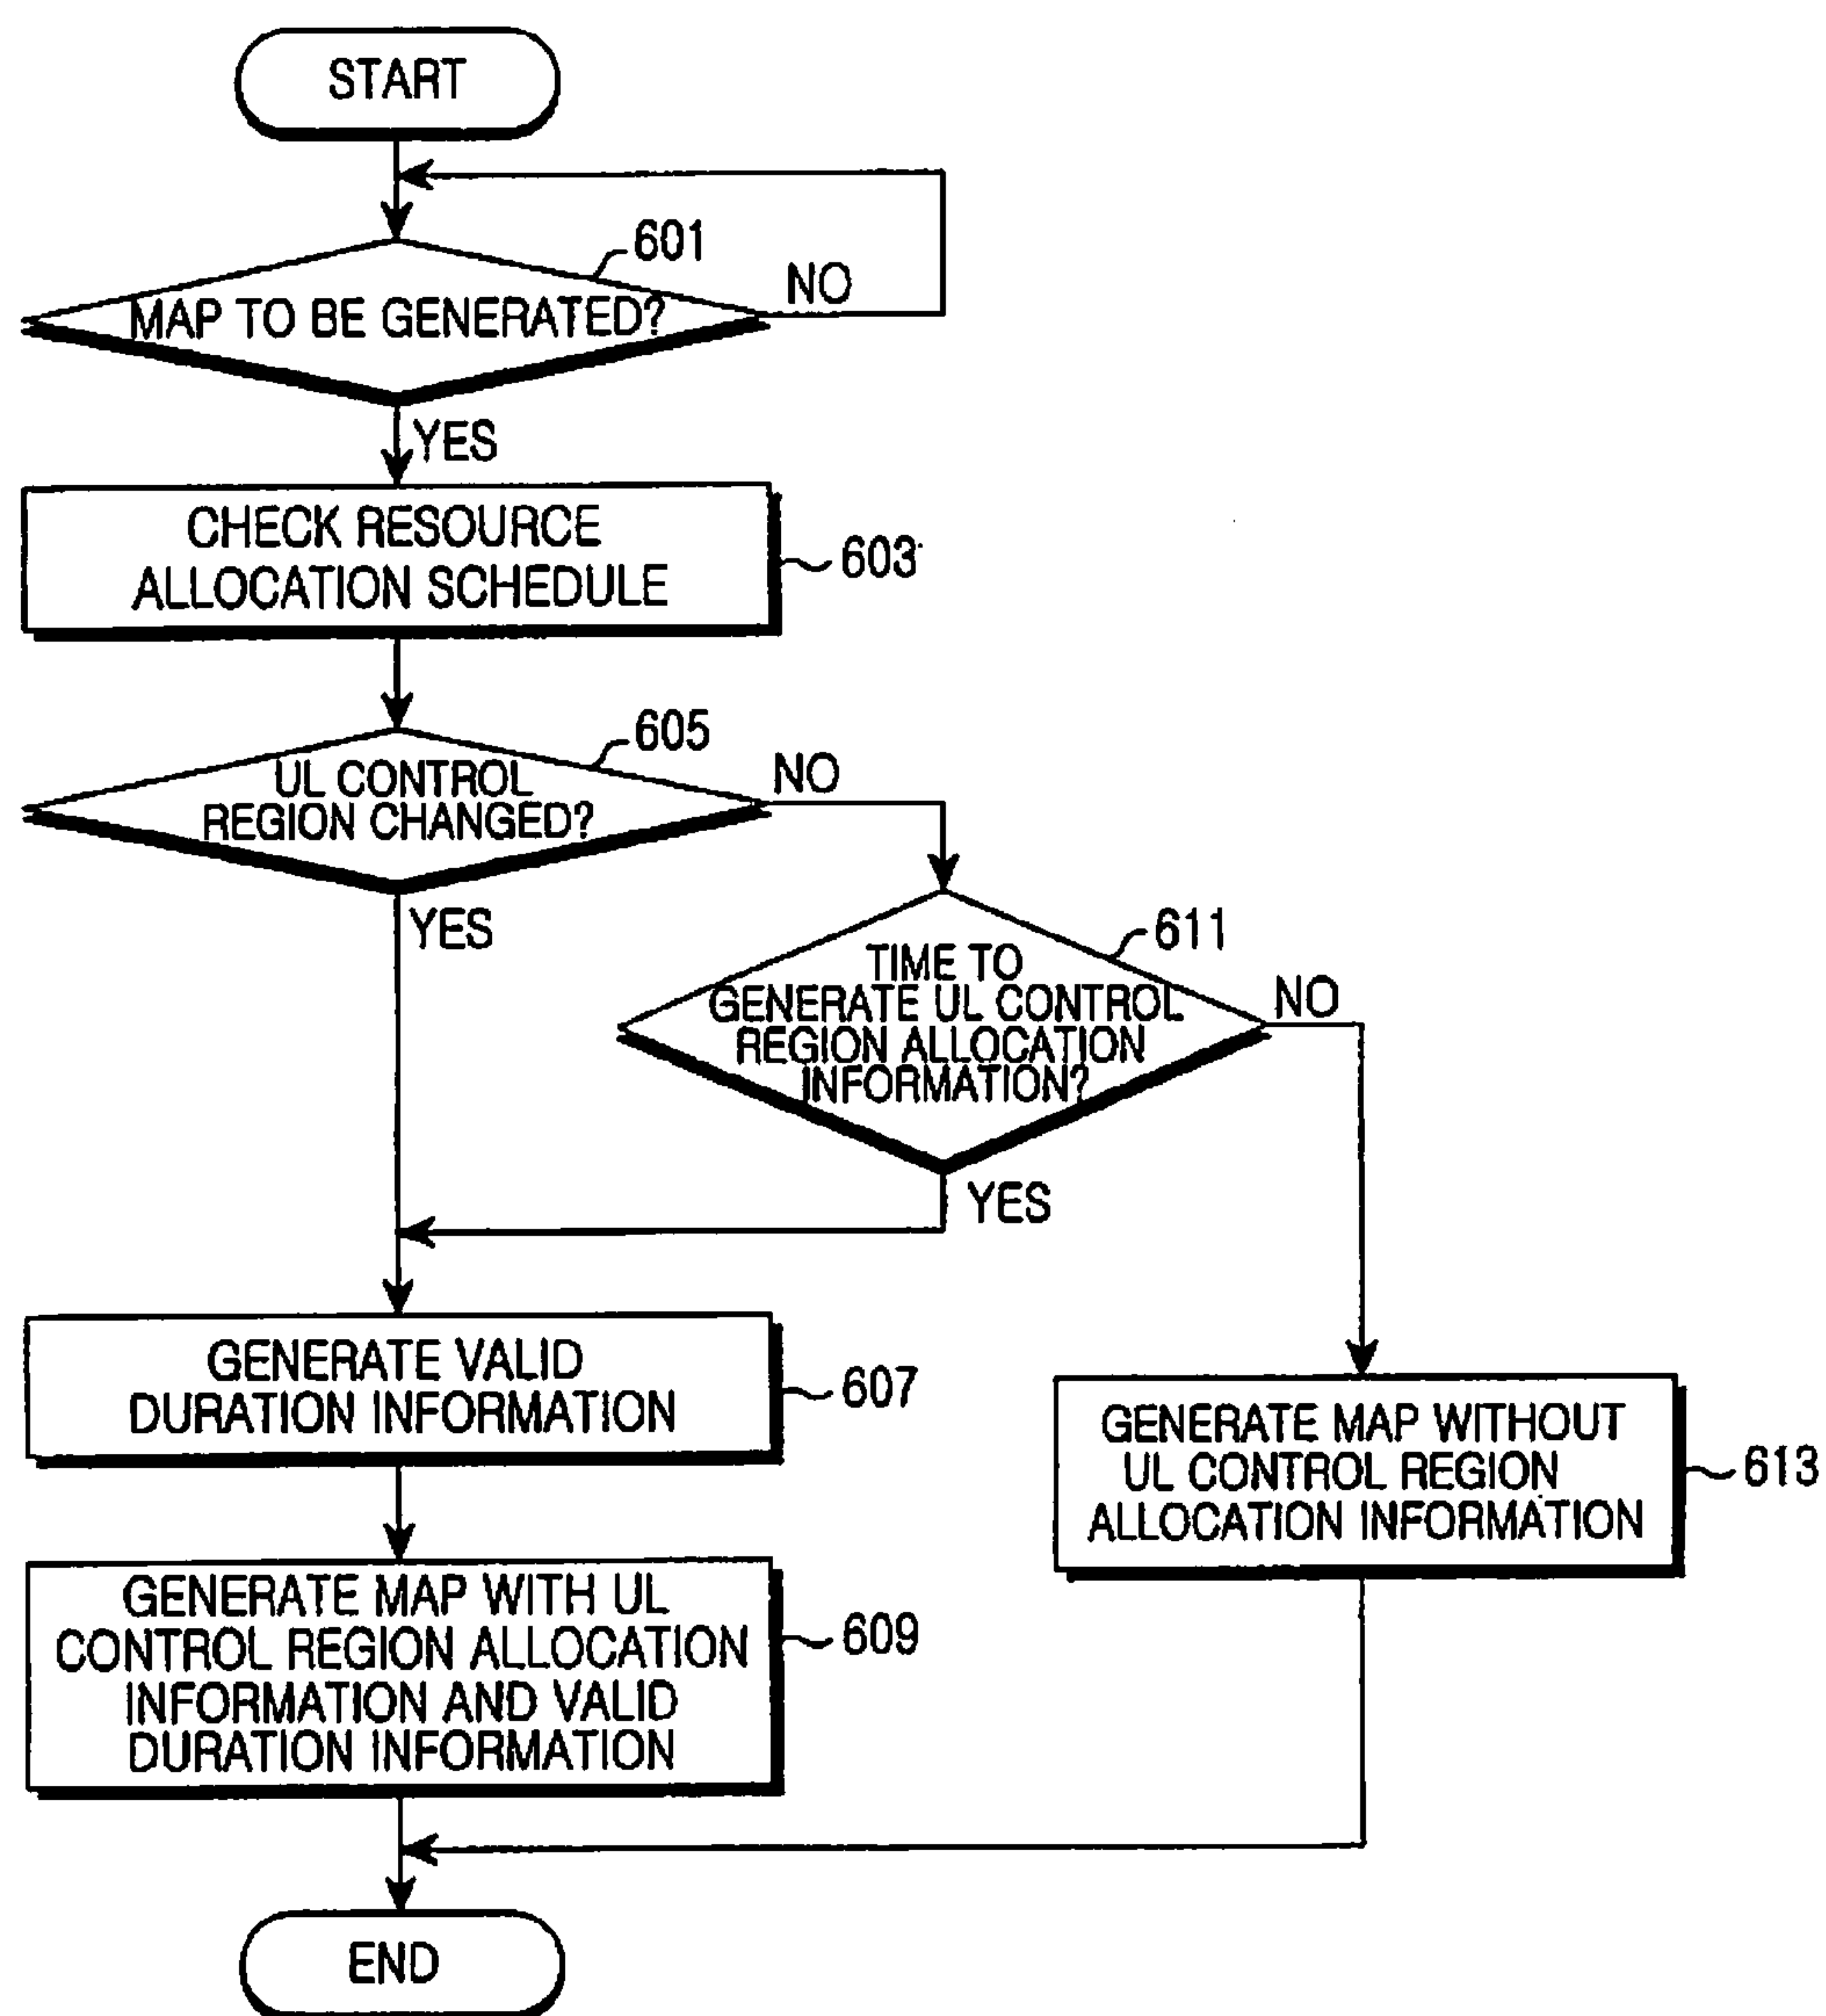 START
601
MAP TO BE GENERATED?
NO
YES
CHECK RESOURCE
ALLOCATION SCHEDULE
603
605
UL CONTROL
REGION CHANGED?
NO
YES
611
TIME TO
GENERATE UL CONTROL
REGION ALLOCATION
INFORMATION?
NO
YES
GENERATE VALID
DURATION INFORMATION
607
GENERATE MAP WITHOUT
UL CONTROL REGION
ALLOCATION INFORMATION
613
GENERATE MAP WITH UL
CONTROL REGION ALLOCATION
INFORMATION AND VALID
DURATION INFORMATION
609
END